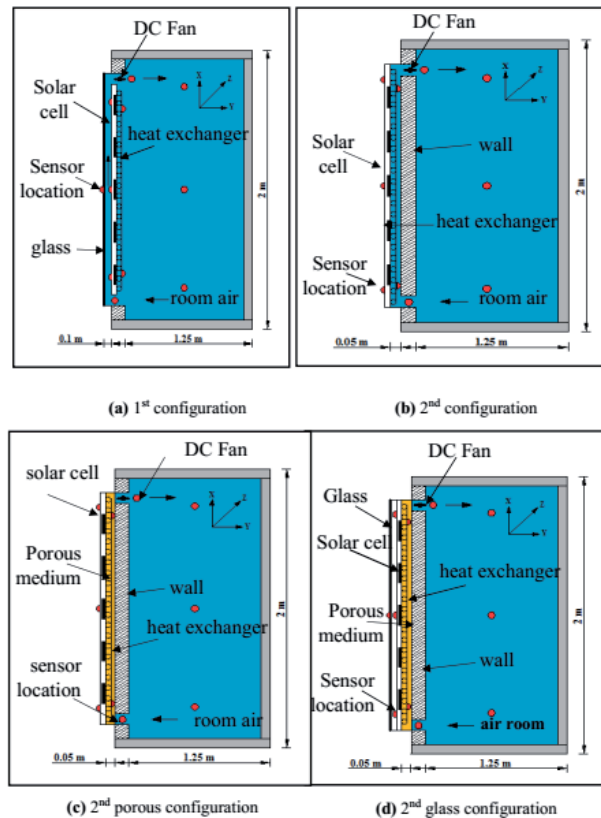 DC Fan
Solar
cell
heat exchanger
Sensor
location
glass
room air
X
Z
Y
2 m
0.1 m
1.25 m
(a) 1st configuration
DC Fan
Solar
cell
wall
heat exchanger
Sensor
location
room air
X
Z
Y
2 m
0.05 m
1.25 m
(b) 2nd configuration
DC Fan
solar cell
Porous
medium
wall
heat exchanger
sensor
location
room air
X
Z
Y
2 m
0.05 m
1.25 m
(c) 2nd porous configuration
DC Fan
Glass
Solar cell
heat exchanger
Porous
medium
wall
Sensor
location
air room
X
Z
Y
2 m
0.05 m
1.25 m
(d) 2nd glass configuration